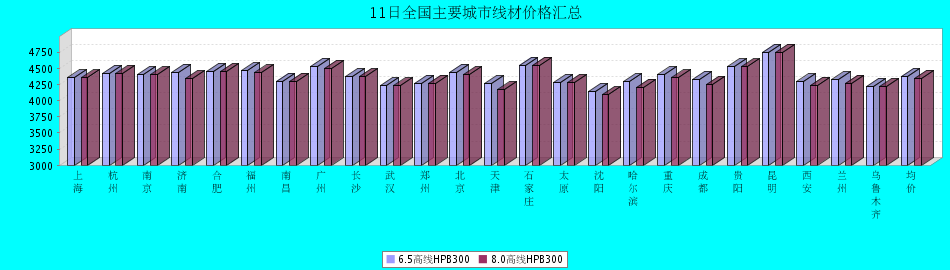 11日全国主要城市线材价格汇总
4750
4500
4250
4000
3750
3500
3250
3000
上海
杭州
南京
济南
合肥
福州
南昌
广州
长沙
武汉
郑州
北京
天津
石家庄
太原
沈阳
哈尔滨
重庆
成都
贵阳
昆明
西安
兰州
乌鲁木齐
均价
6.5高线HPB300
8.0高线HPB300